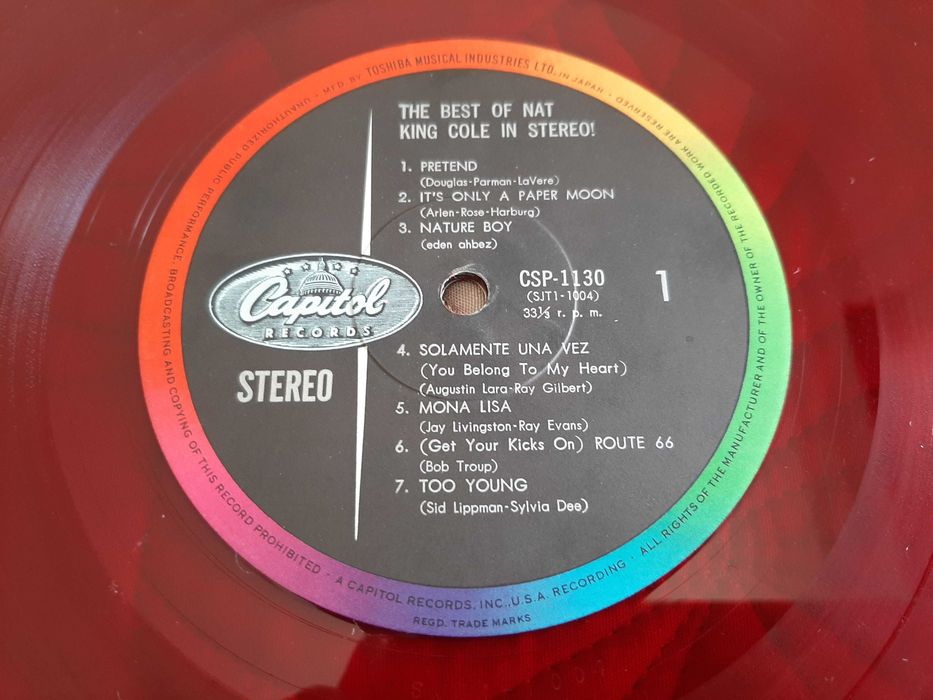 THE BEST OF NAT
KING COLE IN STEREO!
1. PRETEND
(Douglas-Parman-LaVere)
2. IT'S ONLY A PAPER MOON
(Arlen-Rose-Harburg)
3. NATURE BOY
(eden ahbez)
Capitol
RECORDS
STEREO
CSP-1130
(SJT1-1004)
33⅓ r. p. m.
1
4. SOLAMENTE UNA VEZ
(You Belong To My Heart)
(Augustin Lara-Ray Gilbert)
5. MONA LISA
(Jay Livingston-Ray Evans)
6. (Get Your Kicks On) ROUTE 66
(Bob Troup)
7. TOO YOUNG
(Sid Lippman-Sylvia Dee)
MFD. BY TOSHIBA MUSICAL INDUSTRIES LTD. IN JAPAN ·
UNAUTHORIZED PUBLIC PERFORMANCE, BROADCASTING AND COPYING OF THIS RECORD PROHIBITED · A CAPITOL RECORDS, INC., U.S.A. RECORDING · ALL RIGHTS OF THE MANUFACTURER AND OF THE OWNER OF THE RECORDED WORK ARE RESERVED ·
REGD. TRADE MARKS